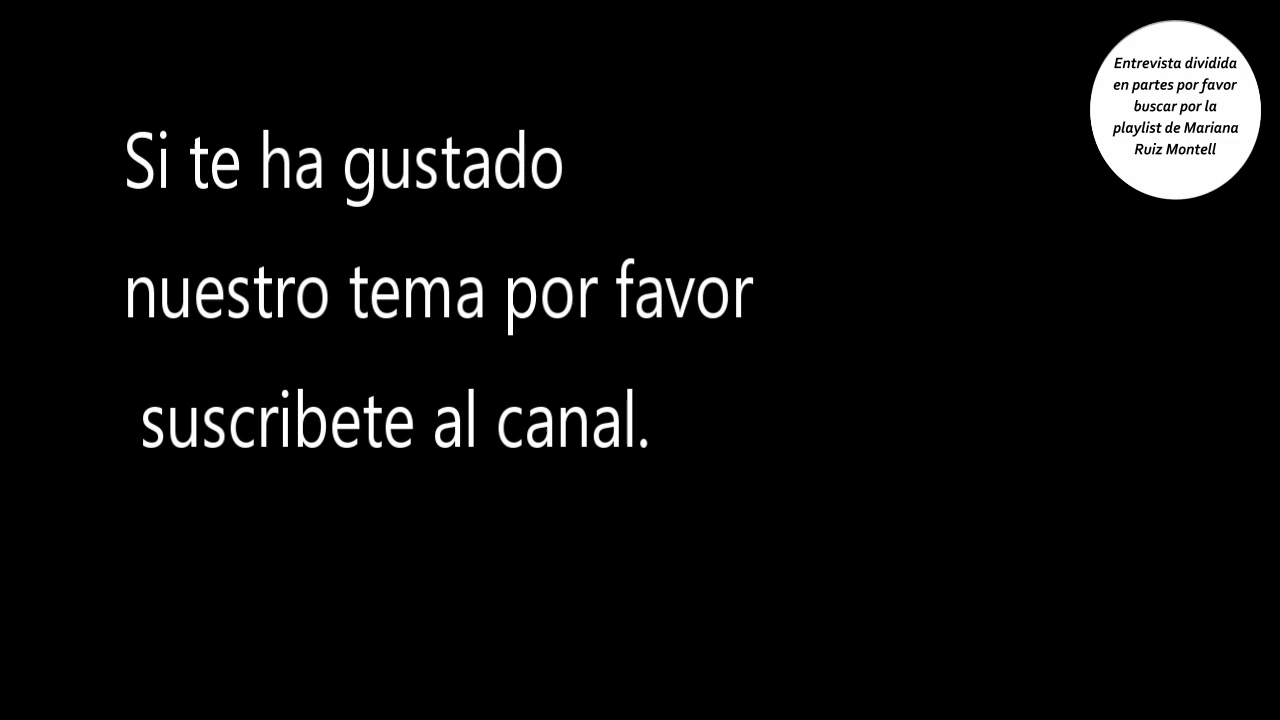 Si te ha gustado
nuestro tema por favor
suscribete al canal.
Entrevista dividida
en partes por favor
buscar por la
playlist de Mariana
Ruiz Montell